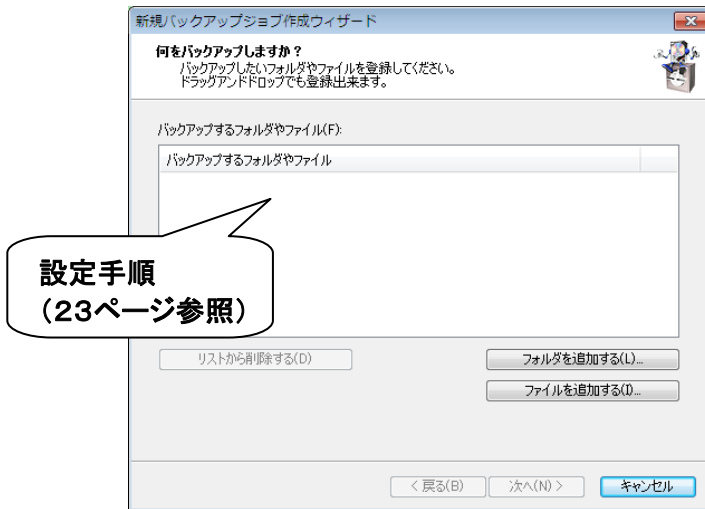 新規バックアップジョブ作成ウィザード
何をバックアップしますか？
バックアップしたいフォルダやファイルを登録してください。
ドラッグアンドドロップでも登録出来ます。
バックアップするフォルダやファイル(F):
バックアップするフォルダやファイル
設定手順
（２３ページ参照）
リストから削除する(D)
フォルダを追加する(L)...
ファイルを追加する(I)...
< 戻る(B)
次へ(N) >
キャンセル